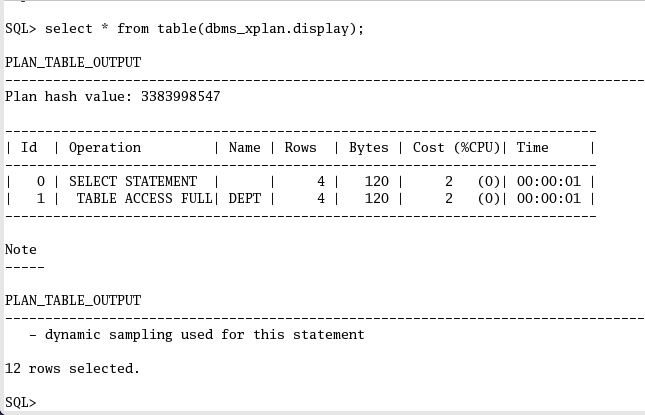 SQL> select * from table(dbms_xplan.display);
PLAN_TABLE_OUTPUT
--------------------------------------------------------------------------------
Plan hash value: 3383998547
--------------------------------------------------------------------------
| Id  | Operation         | Name | Rows  | Bytes | Cost (%CPU)| Time     |
--------------------------------------------------------------------------
|   0 | SELECT STATEMENT  |      |     4 |   120 |     2   (0)| 00:00:01 |
|   1 |  TABLE ACCESS FULL| DEPT |     4 |   120 |     2   (0)| 00:00:01 |
--------------------------------------------------------------------------
Note
-----
PLAN_TABLE_OUTPUT
--------------------------------------------------------------------------------
   - dynamic sampling used for this statement
12 rows selected.
SQL>